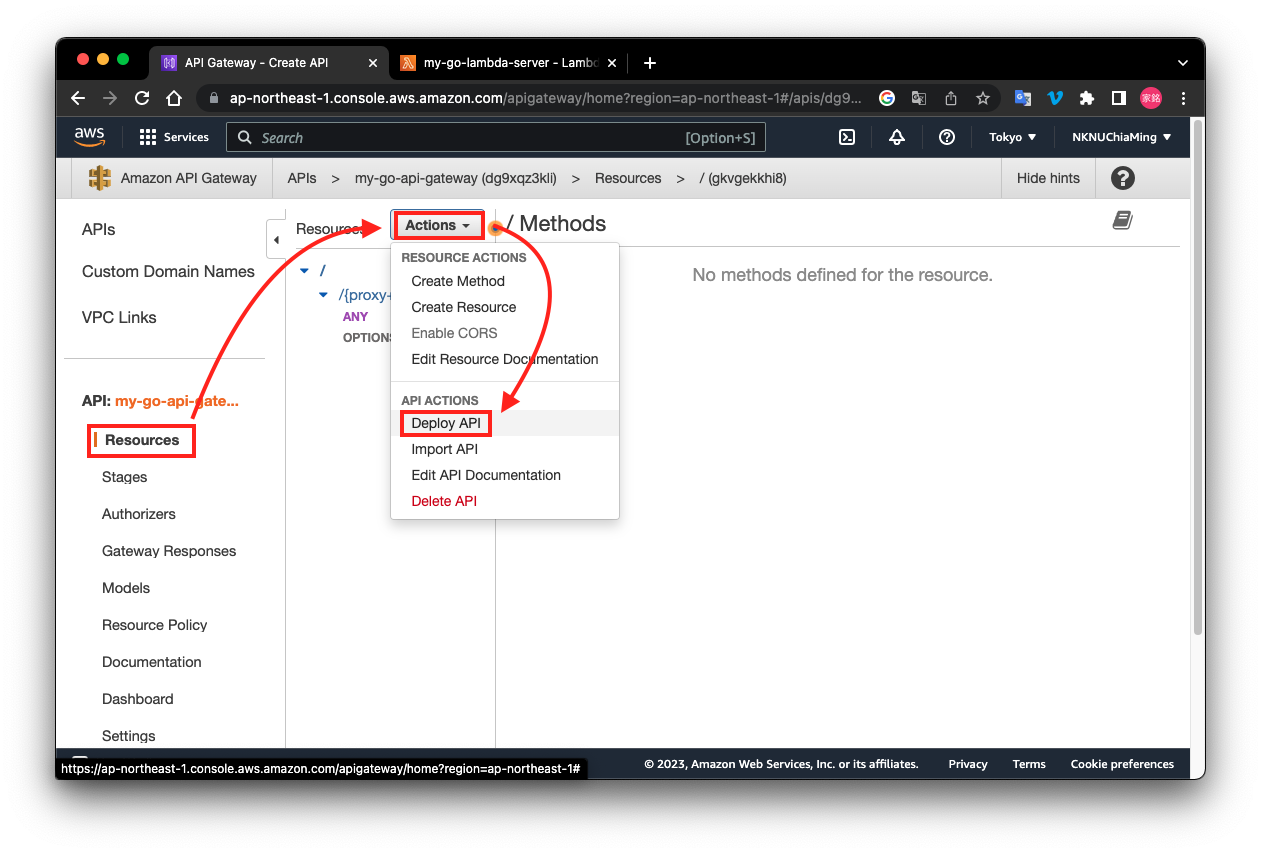 API Gateway - Create API
my-go-lambda-server - Lambd
ap-northeast-1.console.aws.amazon.com/apigateway/home?region=ap-northeast-1#/apis/dg9...
家銘
aws
Services
Search
[Option+S]
Tokyo
NKNUChiaMing
Amazon API Gateway
APIs > my-go-api-gateway (dg9xqz3kli) > Resources > / (gkvgekkhi8)
Hide hints
APIs
Custom Domain Names
VPC Links
API: my-go-api-gate...
Resources
Stages
Authorizers
Gateway Responses
Models
Resource Policy
Documentation
Dashboard
Settings
Resources
Actions
/
/{proxy+
ANY
OPTIONS
RESOURCE ACTIONS
Create Method
Create Resource
Enable CORS
Edit Resource Documentation
API ACTIONS
Deploy API
Import API
Edit API Documentation
Delete API
/ Methods
No methods defined for the resource.
https://ap-northeast-1.console.aws.amazon.com/apigateway/home?region=ap-northeast-1#
© 2023, Amazon Web Services, Inc. or its affiliates.
Privacy
Terms
Cookie preferences